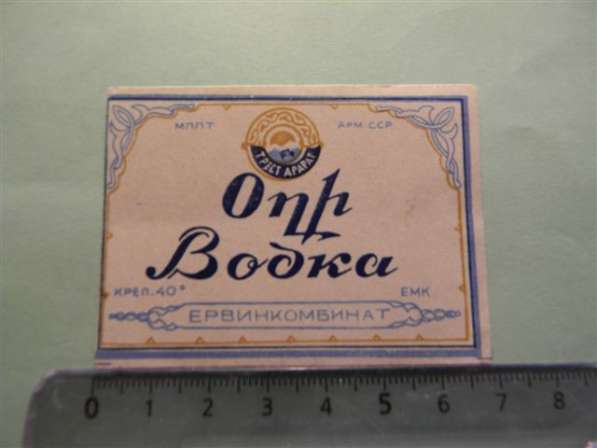 МППТ АРМ. ССР
ТРЕСТ АРАРАТ
Օղի
Водка
КРЕП. 40° ЕМК
ЕРВИНКОМБИНАТ
0 1 2 3 4 5 6 7 8